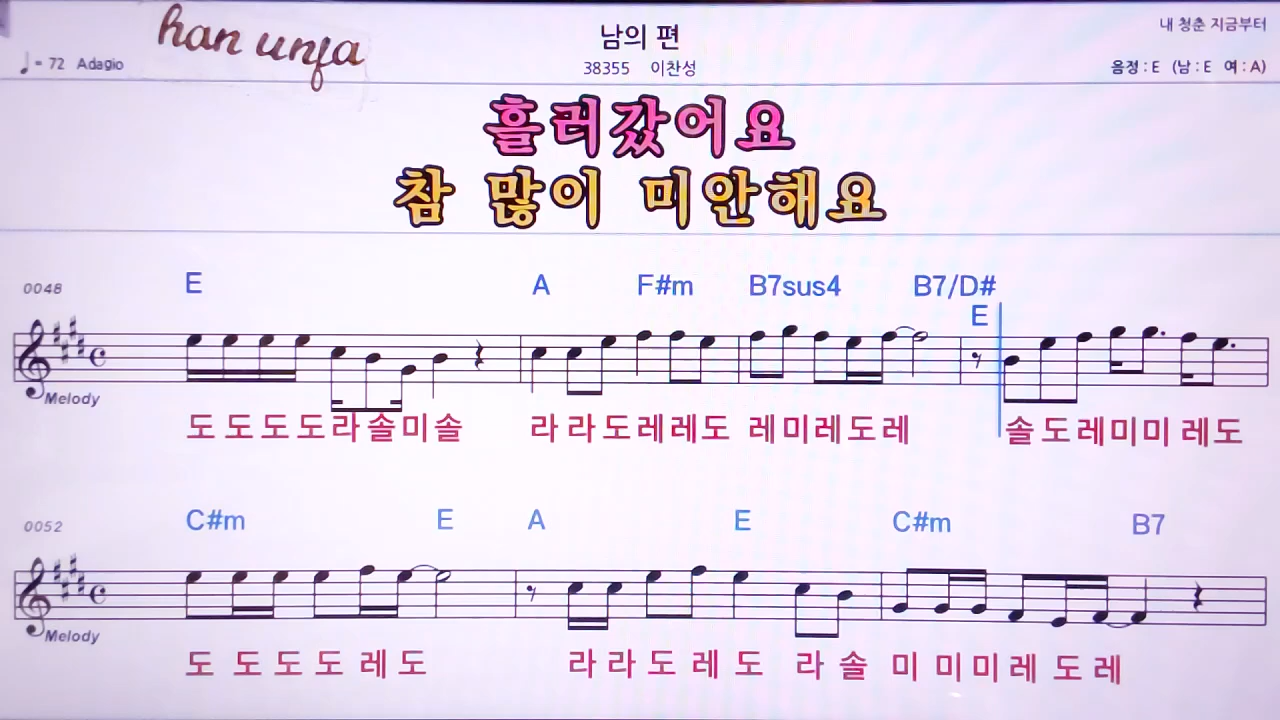 han unfa
남의 편
내 청춘 지금부터
♩= 72 Adagio
38355 이찬성
음정 : E (남 : E 여 : A)
흘러갔어요
참 많이 미안해요
0048
E A F#m B7sus4 B7/D#
E
Melody
도 도 도 도 라 솔 미 솔 라 라 도 레 레 도 레 미 레 도 레 솔 도 레 미 미 레 도
0052
C#m E A E C#m B7
Melody
도 도 도 도 레 도 라 라 도 레 도 라 솔 미 미 미 레 도 레